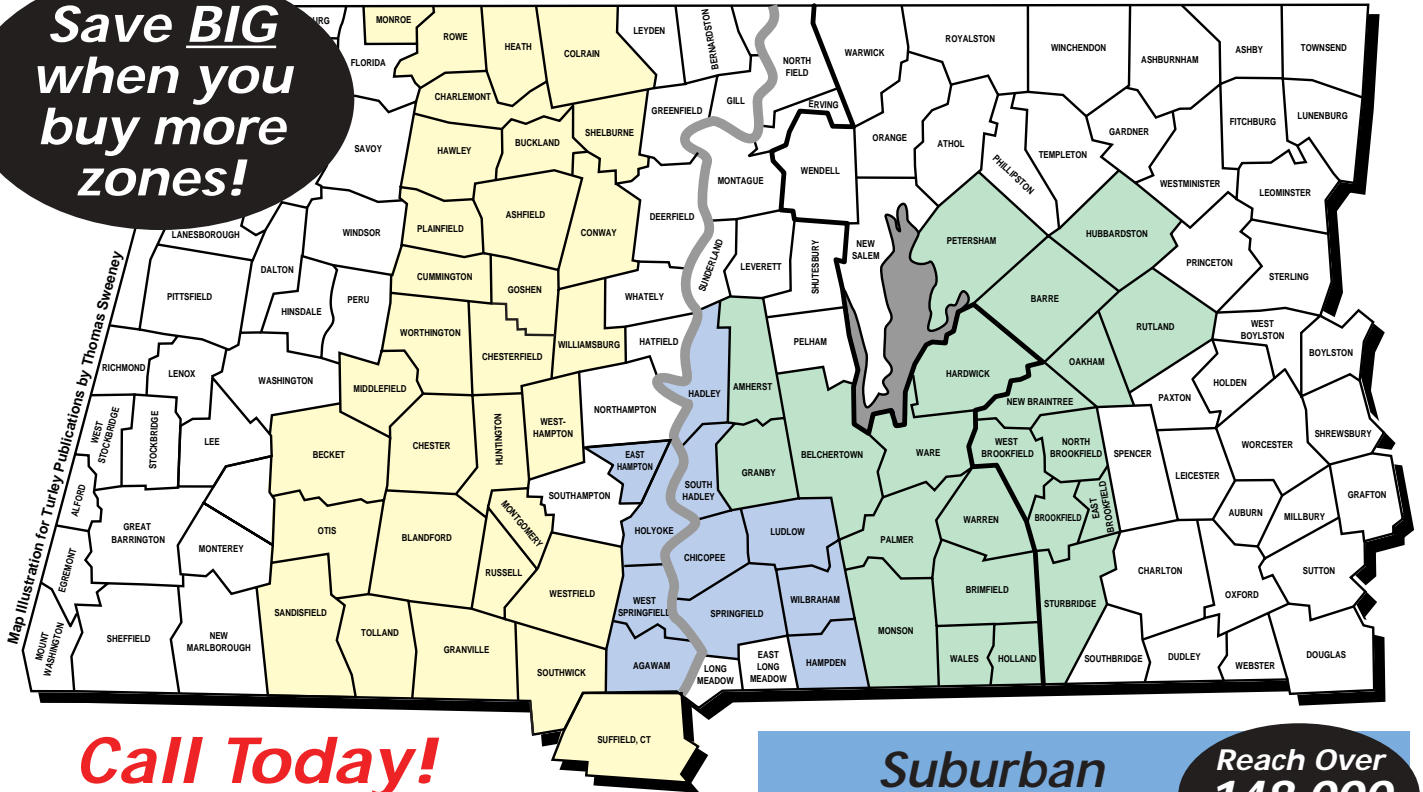 Save BIG
when you
buy more
zones!
Map Illustration for Turley Publications by Thomas Sweeney
MONROE
ROWE
HEATH
COLRAIN
LEYDEN
BERNARDSTON
NORTH
FIELD
WARWICK
ROYALSTON
WINCHENDON
ASHBURNHAM
ASHBY
TOWNSEND
FLORIDA
CHARLEMONT
GREENFIELD
GILL
ERVING
SAVOY
HAWLEY
BUCKLAND
SHELBURNE
MONTAGUE
WENDELL
ORANGE
ATHOL
PHILLIPSTON
TEMPLETON
GARDNER
FITCHBURG
LUNENBURG
WESTMINISTER
LEOMINSTER
LANESBOROUGH
WINDSOR
PLAINFIELD
ASHFIELD
CONWAY
DEERFIELD
SUNDERLAND
LEVERETT
SHUTESBURY
NEW
SALEM
PETERSHAM
HUBBARDSTON
PRINCETON
STERLING
PITTSFIELD
DALTON
HINSDALE
PERU
CUMMINGTON
GOSHEN
WHATELY
BARRE
RUTLAND
WEST
BOYLSTON
BOYLSTON
RICHMOND
LENOX
WASHINGTON
WORTHINGTON
CHESTERFIELD
WILLIAMSBURG
HATFIELD
PELHAM
HARDWICK
OAKHAM
HOLDEN
MIDDLEFIELD
NORTHAMPTON
HADLEY
AMHERST
NEW BRAINTREE
PAXTON
WEST
STOCKBRIDGE
STOCKBRIDGE
LEE
BECKET
CHESTER
HUNTINGTON
WEST-
HAMPTON
EAST
HAMPTON
SOUTHAMPTON
SOUTH
HADLEY
GRANBY
BELCHERTOWN
WARE
WEST
BROOKFIELD
NORTH
BROOKFIELD
SPENCER
LEICESTER
WORCESTER
SHREWSBURY
GRAFTON
ALFORD
GREAT
BARRINGTON
MONTEREY
OTIS
BLANDFORD
MONTGOMERY
RUSSELL
HOLYOKE
CHICOPEE
LUDLOW
PALMER
WARREN
BROOKFIELD
EAST
BROOKFIELD
AUBURN
MILLBURY
EGREMONT
SANDISFIELD
TOLLAND
WESTFIELD
WEST
SPRINGFIELD
SPRINGFIELD
WILBRAHAM
MONSON
BRIMFIELD
STURBRIDGE
CHARLTON
OXFORD
SUTTON
MOUNT
WASHINGTON
SHEFFIELD
NEW
MARLBOROUGH
GRANVILLE
SOUTHWICK
AGAWAM
LONG
MEADOW
EAST
LONG
MEADOW
HAMPDEN
WALES
HOLLAND
SOUTHBRIDGE
DUDLEY
WEBSTER
DOUGLAS
SUFFIELD, CT
Call Today!
Suburban
Reach Over
148,000